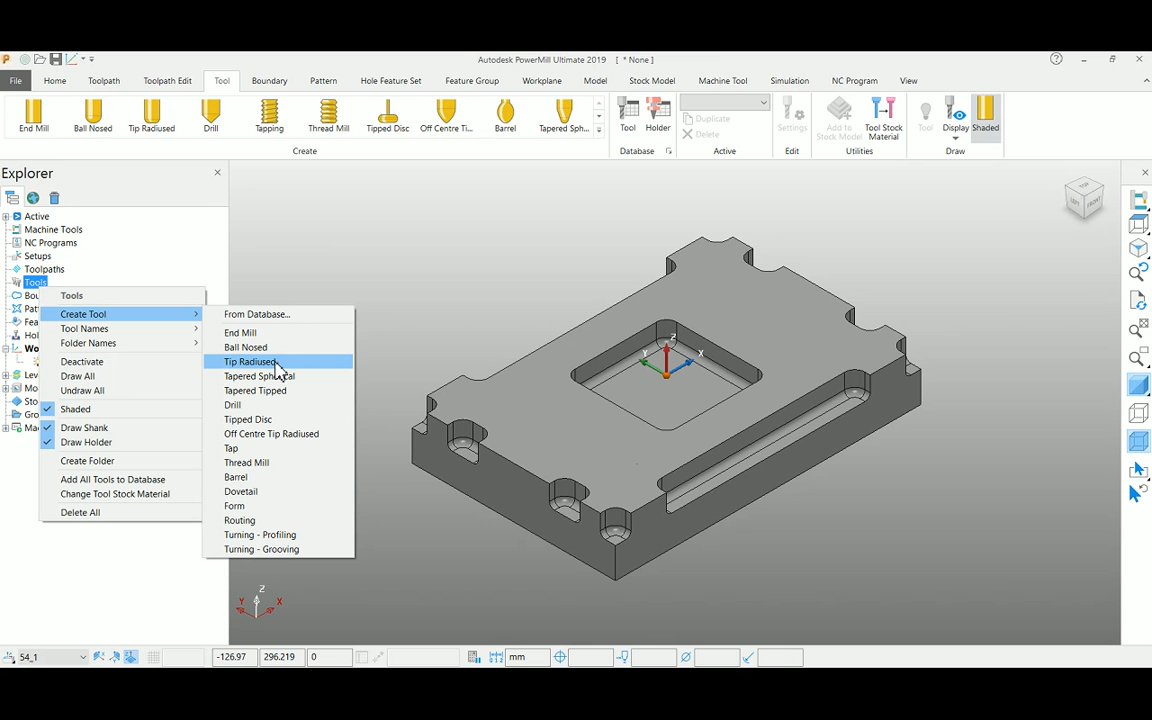 Autodesk PowerMill Ultimate 2019 [ * None ]
File Home Toolpath Toolpath Edit Tool Boundary Pattern Hole Feature Set Feature Group Workplane Model Stock Model Machine Tool Simulation NC Program View
End Mill Ball Nosed Tip Radiused Drill Tapping Thread Mill Tipped Disc Off Centre Ti... Barrel Tapered Sph... Tool Holder Duplicate Delete Settings Add to Stock Model Tool Stock Material Tool Display Shaded
Create Database Active Edit Utilities Draw
Explorer
Active
Machine Tools
NC Programs
Setups
Toolpaths
Tools
Tools
Create Tool
Tool Names
Folder Names
Deactivate
Draw All
Undraw All
Shaded
Draw Shank
Draw Holder
Create Folder
Add All Tools to Database
Change Tool Stock Material
Delete All
From Database...
End Mill
Ball Nosed
Tip Radiused
Tapered Spherical
Tapered Tipped
Drill
Tipped Disc
Off Centre Tip Radiused
Tap
Thread Mill
Barrel
Dovetail
Form
Routing
Turning - Profiling
Turning - Grooving
TOP
LEFT FRONT
Z
Y X
Z
Y X
54_1 -126.97 296.219 0 mm